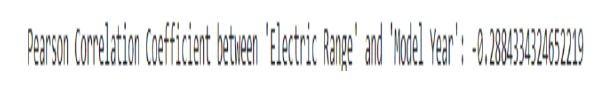 Pearson Correlation Coefficient between 'Electric Range' and 'Model Year': -0.2884334324652219